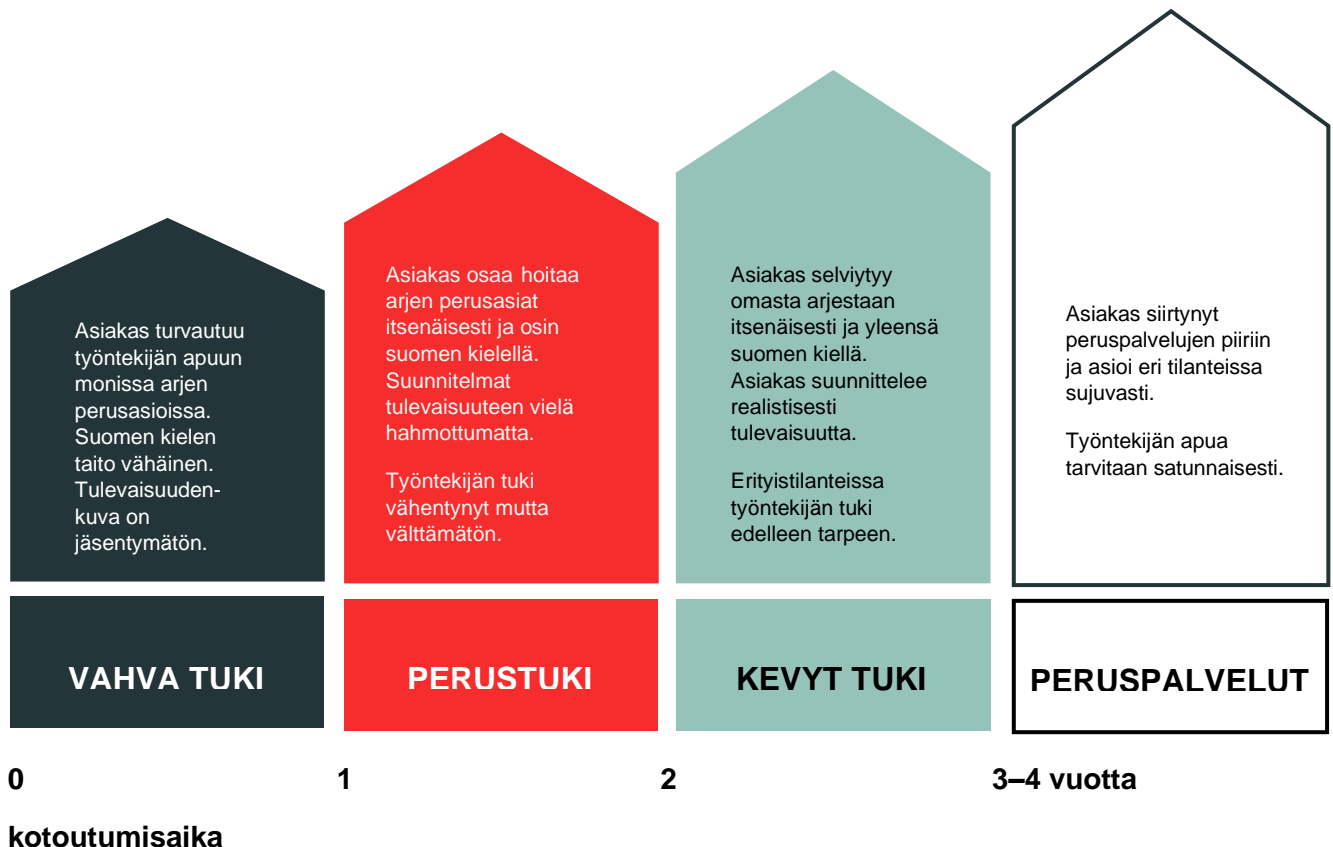 Asiakas turvautuu
työntekijän apuun
monissa arjen
perusasioissa.
Suomen kielen
taito vähäinen.
Tulevaisuuden-
kuva on
jäsentymätön.
VAHVA TUKI
Asiakas osaa hoitaa
arjen perusasiat
itsenäisesti ja osin
suomen kielellä.
Suunnitelmat
tulevaisuuteen vielä
hahmottumatta.
Työntekijän tuki
vähentynyt mutta
välttämätön.
PERUSTUKI
Asiakas selviytyy
omasta arjestaan
itsenäisesti ja yleensä
suomen kiellä.
Asiakas suunnittelee
realistisesti
tulevaisuutta.
Erityistilanteissa
työntekijän tuki
edelleen tarpeen.
KEVYT TUKI
Asiakas siirtynyt
peruspalvelujen piiriin
ja asioi eri tilanteissa
sujuvasti.
Työntekijän apua
tarvitaan satunnaisesti.
PERUSPALVELUT
0 1 2 3–4 vuotta
kotoutumisaika